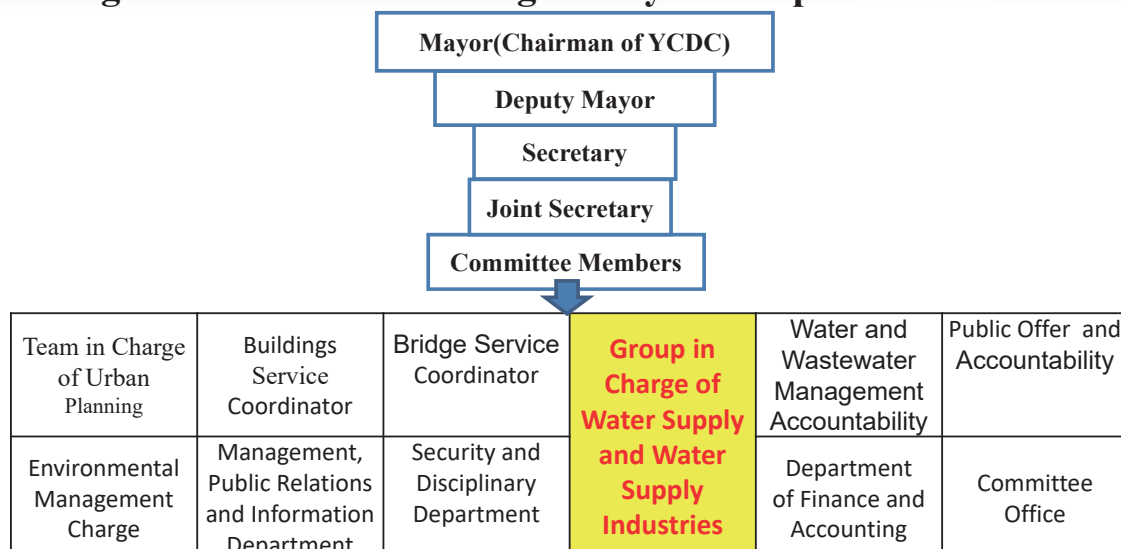 Mayor(Chairman of YCDC)
Deputy Mayor
Secretary
Joint Secretary
Committee Members
Team in Charge
of Urban
Planning
Buildings
Service
Coordinator
Bridge Service
Coordinator
Group in
Charge of
Water Supply
and Water
Supply
Industries
Water and
Wastewater
Management
Accountability
Public Offer and
Accountability
Environmental
Management
Charge
Management,
Public Relations
and Information
Department
Security and
Disciplinary
Department
Department
of Finance and
Accounting
Committee
Office